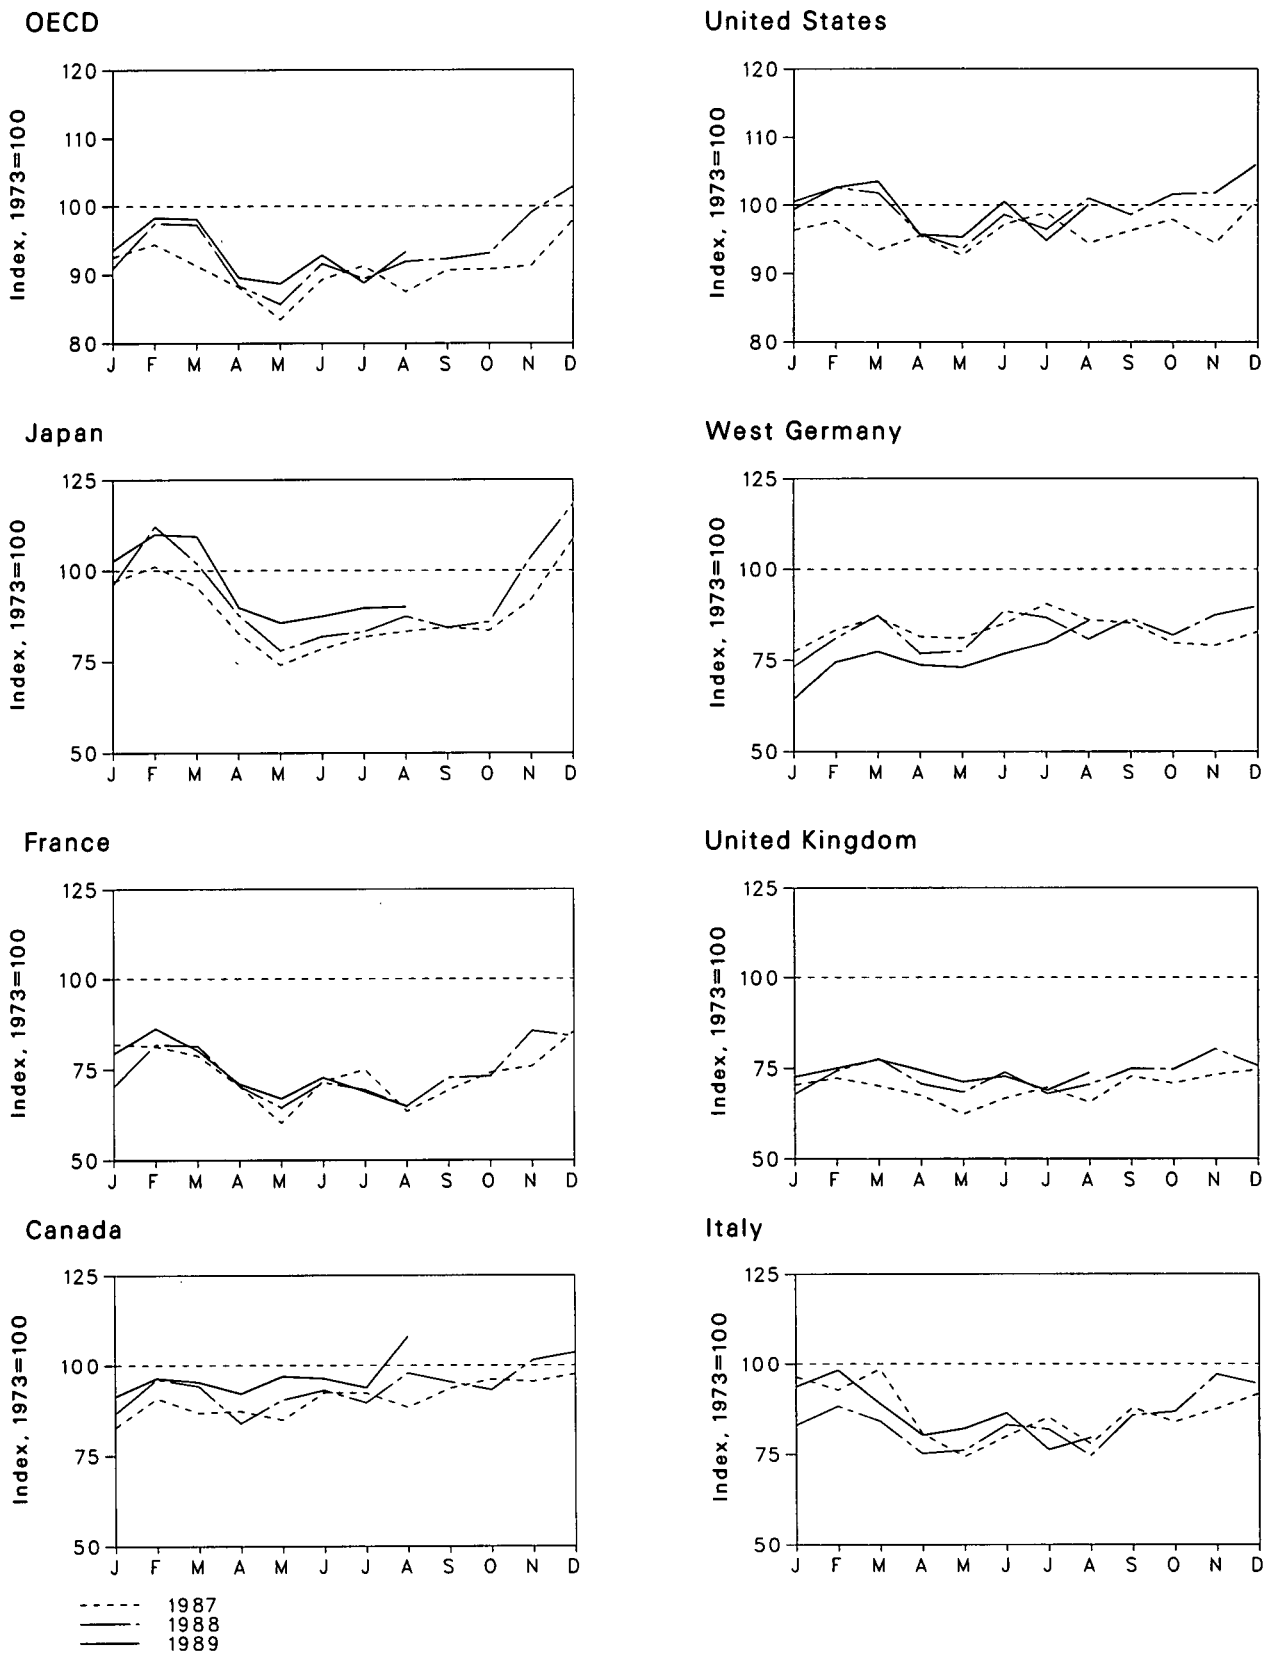 OECD
Index, 1973=100
120
110
100
90
80
J F M A M J J A S O N D
United States
Index, 1973=100
120
110
100
90
80
J F M A M J J A S O N D
Japan
Index, 1973=100
125
100
75
50
J F M A M J J A S O N D
West Germany
Index, 1973=100
125
100
75
50
J F M A M J J A S O N D
France
Index, 1973=100
125
100
75
50
J F M A M J J A S O N D
United Kingdom
Index, 1973=100
125
100
75
50
J F M A M J J A S O N D
Canada
Index, 1973=100
125
100
75
50
J F M A M J J A S O N D
Italy
Index, 1973=100
125
100
75
50
J F M A M J J A S O N D
1987
1988
1989